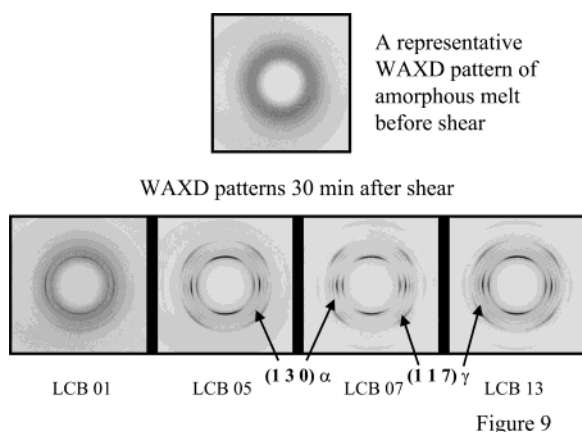 A representative
WAXD pattern of
amorphous melt
before shear
WAXD patterns 30 min after shear
(1 3 0) α
(1 1 7) γ
LCB 01
LCB 05
LCB 07
LCB 13
Figure 9